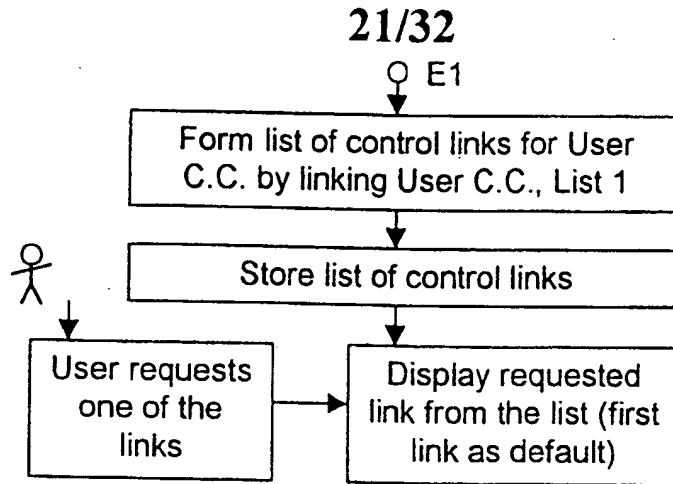 21/32
E1
Form list of control links for User
C.C. by linking User C.C., List 1
Store list of control links
User requests
one of the
links
Display requested
link from the list (first
link as default)